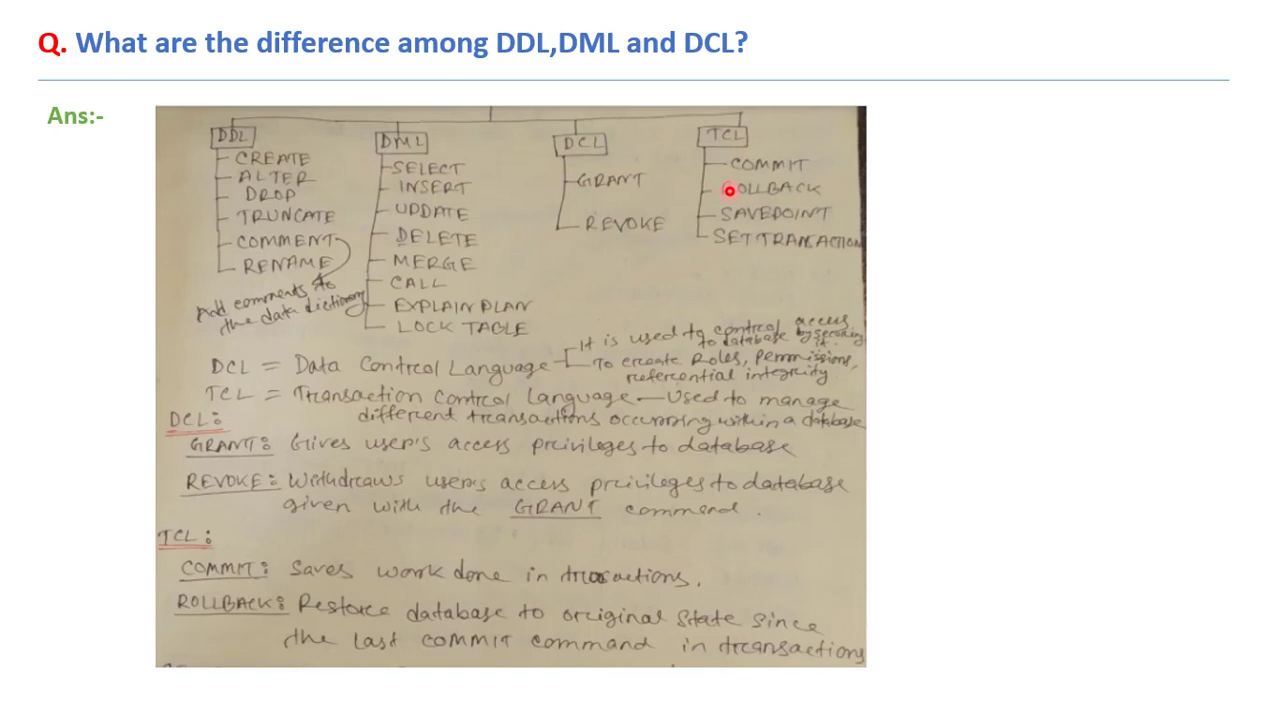 Q. What are the difference among DDL,DML and DCL?
Ans:-
DDL
CREATE
ALTER
DROP
TRUNCATE
COMMENT
RENAME
Add comments to
the data dictionary
DML
SELECT
INSERT
UPDATE
DELETE
MERGE
CALL
EXPLAIN PLAN
LOCK TABLE
DCL
GRANT
REVOKE
TCL
COMMIT
ROLLBACK
SAVEPOINT
SET TRANSACTION
DCL = Data Control Language
It is used to control access
to database by securing
it.
To create Roles, Permissions,
referential integrity
TCL = Transaction Control Language — Used to manage
different transactions occurring within a database
DCL:
GRANT: Gives user's access privileges to database
REVOKE: Withdraws user's access privileges to database
given with the GRANT command.
TCL:
COMMIT: Saves work done in
ROLLBACK: Restore database to original state since
the last COMMIT command in transactions